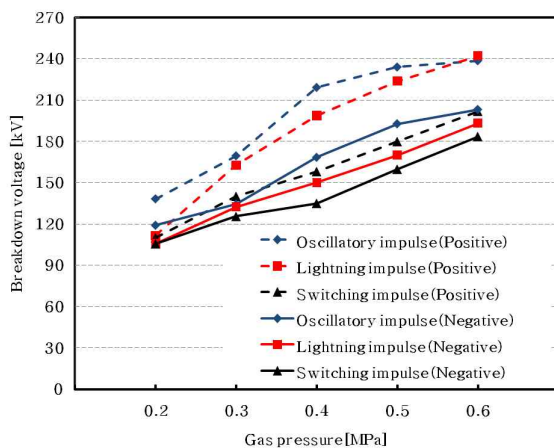 Breakdown voltage [kV]
270
240
210
180
150
120
90
60
30
0
Oscillatory impulse(Positive)
Lightning impulse(Positive)
Switching impulse(Positive)
Oscillatory impulse(Negative)
Lightning impulse(Negative)
Switching impulse(Negative)
0.2 0.3 0.4 0.5 0.6
Gas pressure[MPa]